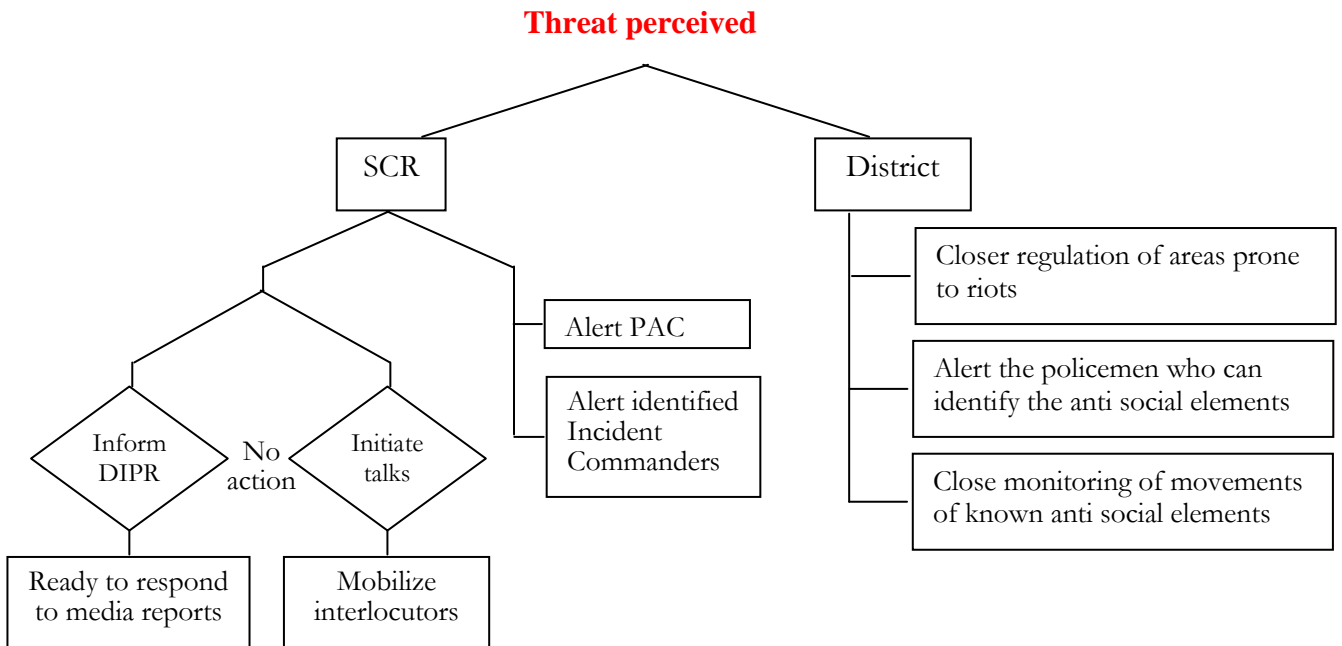 Threat perceived
SCR
District
Closer regulation of areas prone
to riots
Alert PAC
Alert the policemen who can
identify the anti social elements
Alert identified
Incident
Commanders
Inform
DIPR
No
action
Initiate
talks
Close monitoring of movements
of known anti social elements
Ready to respond
to media reports
Mobilize
interlocutors